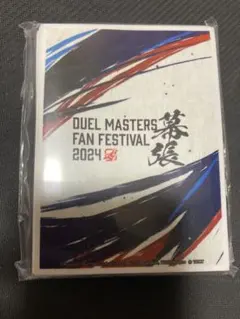 DUEL MASTERS
FAN FESTIVAL
2024
幕張